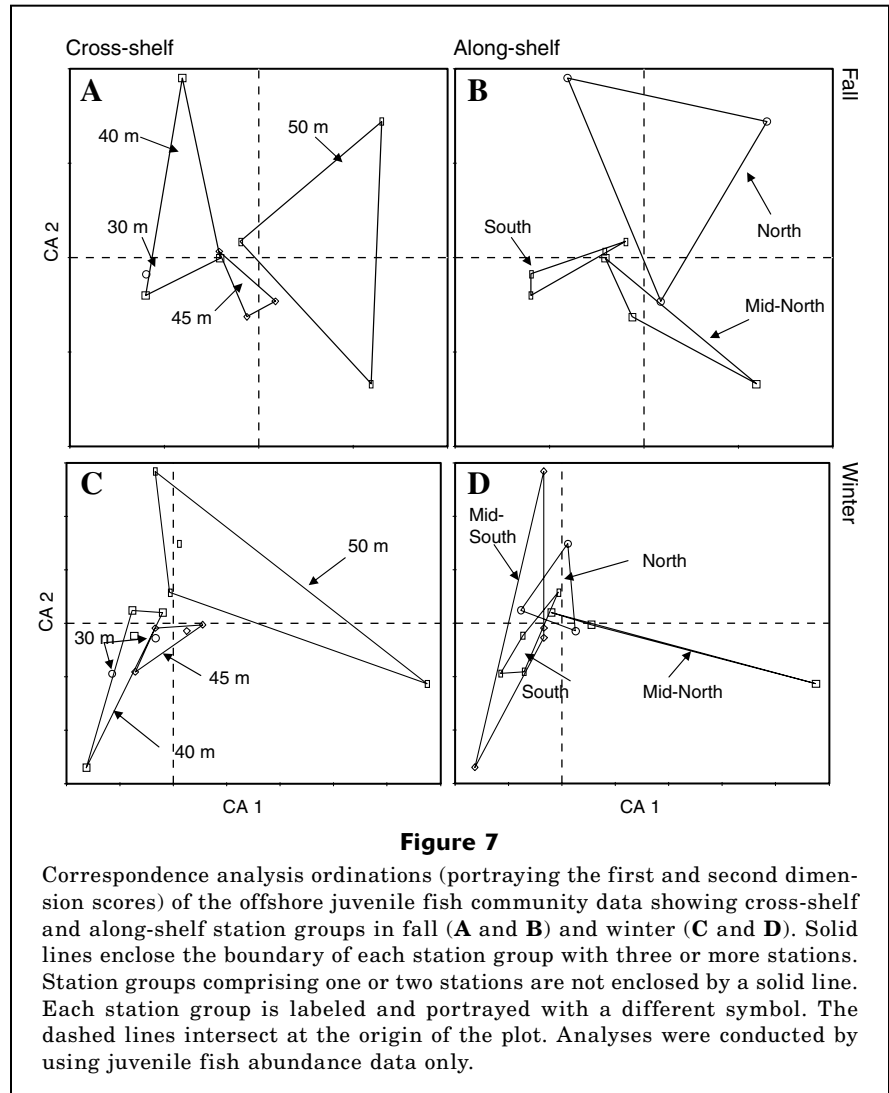 Cross-shelf
Along-shelf
Fall
A
40 m
50 m
30 m
45 m
CA 2
B
South
North
Mid-North
Winter
C
50 m
30 m
45 m
40 m
CA 2
CA 1
D
Mid-
South
North
South
Mid-North
CA 1
Figure 7
Correspondence analysis ordinations (portraying the first and second dimen-
sion scores) of the offshore juvenile fish community data showing cross-shelf
and along-shelf station groups in fall (A and B) and winter (C and D). Solid
lines enclose the boundary of each station group with three or more stations.
Station groups comprising one or two stations are not enclosed by a solid line.
Each station group is labeled and portrayed with a different symbol. The
dashed lines intersect at the origin of the plot. Analyses were conducted by
using juvenile fish abundance data only.